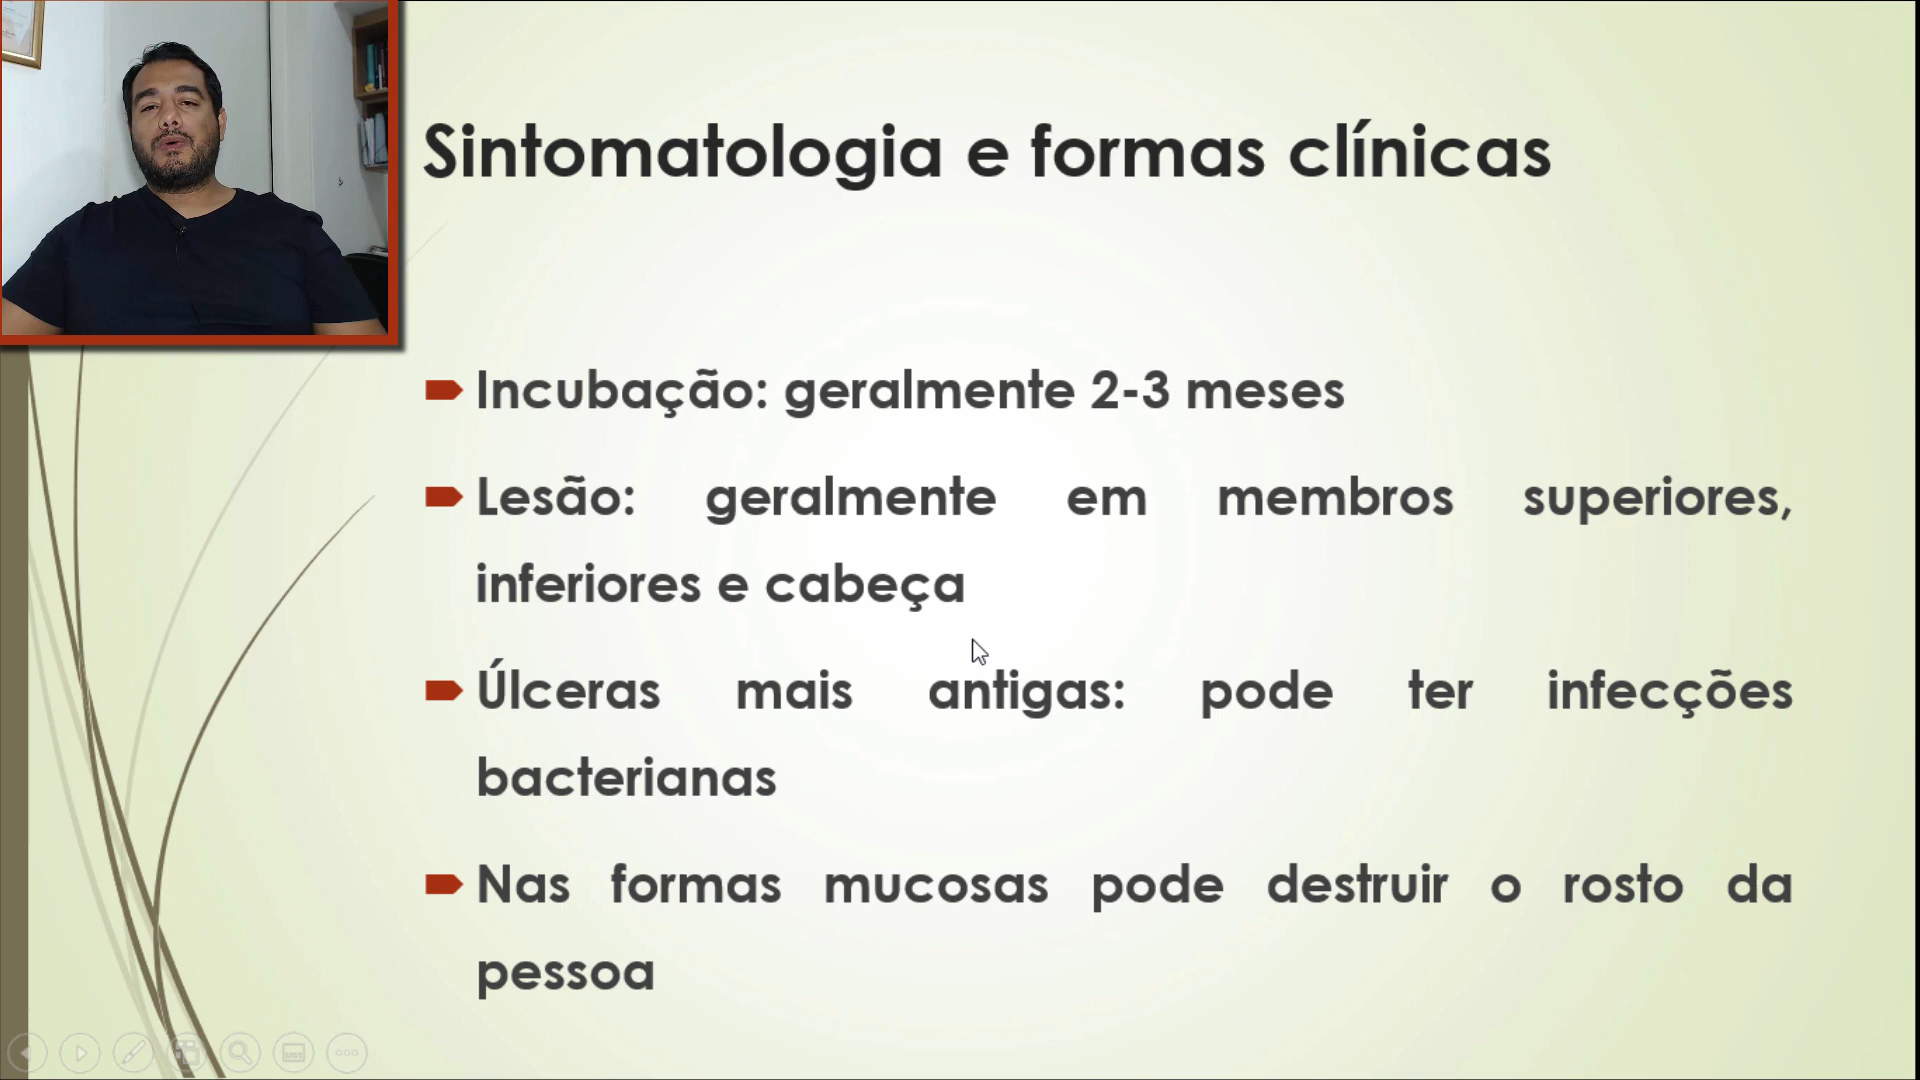 Sintomatologia e formas clínicas
Incubação: geralmente 2-3 meses
Lesão: geralmente em membros superiores,
inferiores e cabeça
Úlceras mais antigas: pode ter infecções
bacterianas
Nas formas mucosas pode destruir o rosto da
pessoa